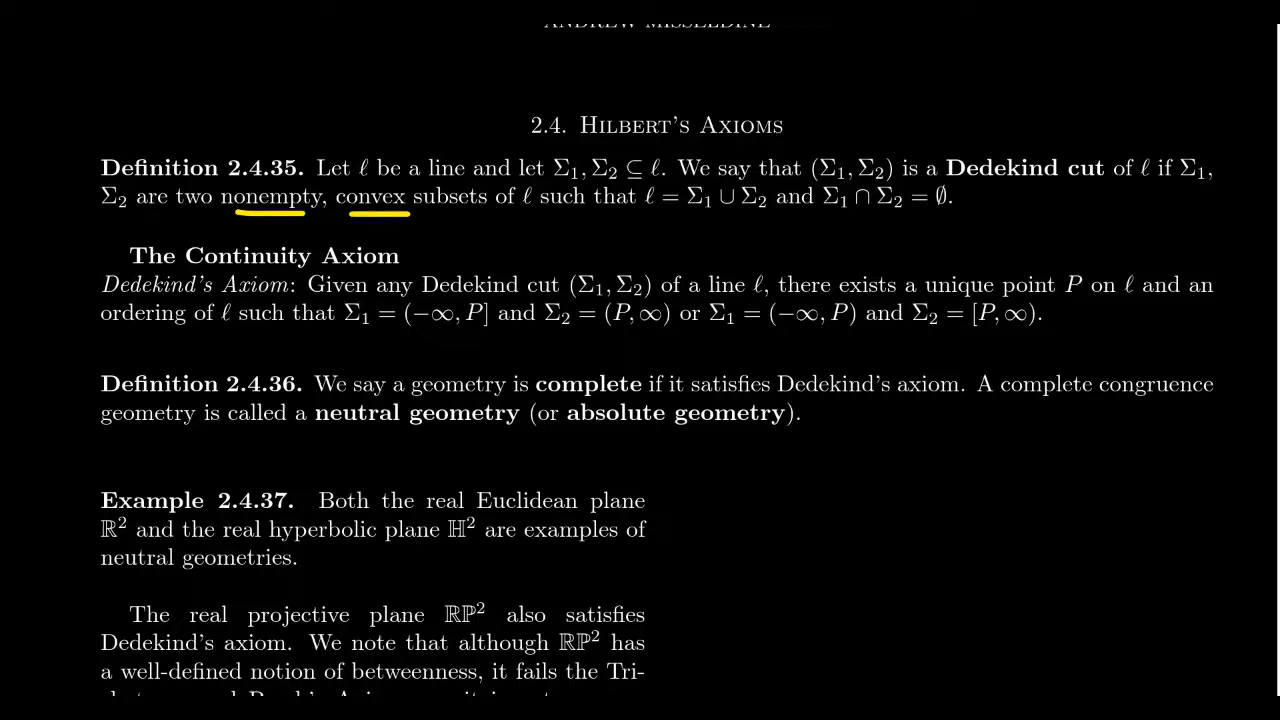 ANDREW MISSELDINE
2.4. Hilbert's Axioms
Definition 2.4.35. Let ℓ be a line and let Σ₁, Σ₂ ⊆ ℓ. We say that (Σ₁, Σ₂) is a Dedekind cut of ℓ if Σ₁,
Σ₂ are two nonempty, convex subsets of ℓ such that ℓ = Σ₁ ∪ Σ₂ and Σ₁ ∩ Σ₂ = ∅.
The Continuity Axiom
Dedekind's Axiom: Given any Dedekind cut (Σ₁, Σ₂) of a line ℓ, there exists a unique point P on ℓ and an
ordering of ℓ such that Σ₁ = (−∞, P] and Σ₂ = (P, ∞) or Σ₁ = (−∞, P) and Σ₂ = [P, ∞).
Definition 2.4.36. We say a geometry is complete if it satisfies Dedekind's axiom. A complete congruence
geometry is called a neutral geometry (or absolute geometry).
Example 2.4.37. Both the real Euclidean plane
ℝ² and the real hyperbolic plane ℍ² are examples of
neutral geometries.
The real projective plane ℝℙ² also satisfies
Dedekind's axiom. We note that although ℝℙ² has
a well-defined notion of betweenness, it fails the Tri-